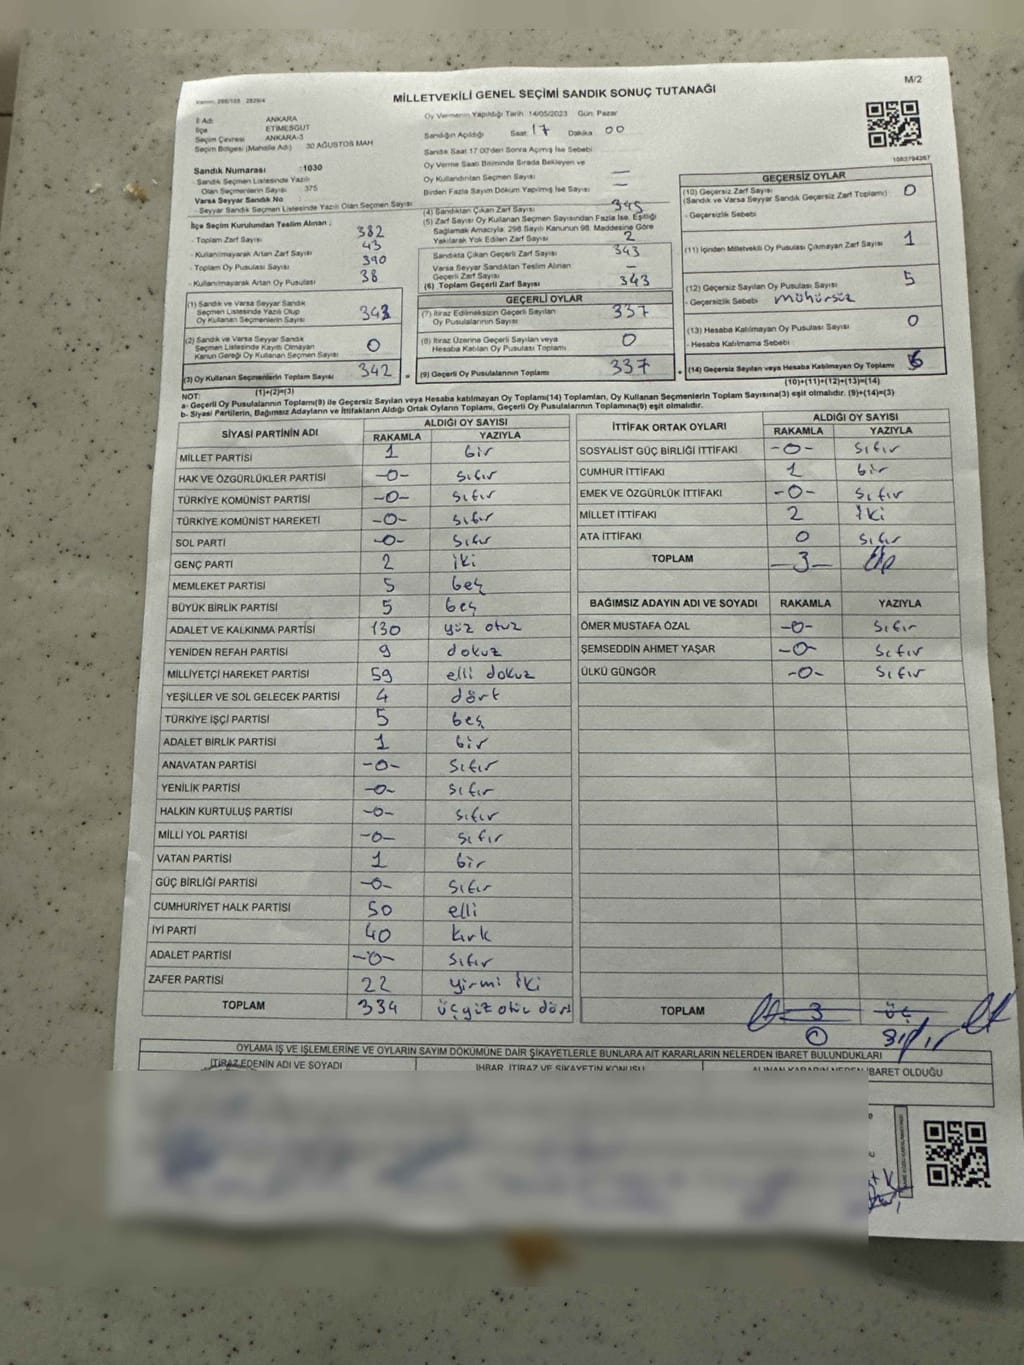 M/2
MİLLETVEKİLİ GENEL SEÇİMİ SANDIK SONUÇ TUTANAĞI
İl Adı: ANKARA
İlçe ETİMESGUT
Seçim Çevresi ANKARA-3
Seçim Bölgesi (Mahalle Adı) 30 AĞUSTOS MAH
Oy Vermenin Yapıldığı Tarih 14/05/2023 Gün Pazar
Sandığın Açıldığı Saat 17 Dakika 00
Sandık Saat 17.00'den Sonra Açılmış İse Sebebi
Oy Verme Saati Bitiminde Sırada Bekleyen ve
Oy Kullandırılan Seçmen Sayısı —
Birden Fazla Sayım Döküm Yapılmış İse Sayısı —
Sandık Numarası :1030
- Sandık Seçmen Listesinde Yazılı
Olan Seçmenlerin Sayısı 375
Varsa Seyyar Sandık No
- Seyyar Sandık Seçmen Listesinde Yazılı Olan Seçmen Sayısı:
İlçe Seçim Kurulundan Teslim Alınan ;
- Toplam Zarf Sayısı 382
- Kullanılmayarak Artan Zarf Sayısı 43
- Toplam Oy Pusulası Sayısı 390
- Kullanılmayarak Artan Oy Pusulası 38
(1) Sandık ve Varsa Seyyar Sandık
Seçmen Listesinde Yazılı Olup
Oy Kullanan Seçmenlerin Sayısı
(2) Sandık ve Varsa Seyyar Sandık
Seçmen Listesinde Kayıtlı Olmayan
Kanun Gereği Oy Kullanan Seçmen Sayısı 0
(3) Oy Kullanan Seçmenlerin Toplam Sayısı 342
(1)+(2)=(3)
(4) Sandıktan Çıkan Zarf Sayısı 345
(5) Zarf Sayısı Oy Kullanan Seçmen Sayısından Fazla İse, Eşitliği
Sağlamak Amacıyla, 298 Sayılı Kanunun 98. Maddesine Göre
Yakılarak Yok Edilen Zarf Sayısı 2
Sandıkta Çıkan Geçerli Zarf Sayısı 343
Varsa Seyyar Sandıktan Teslim Alınan
Geçerli Zarf Sayısı —
(6) Toplam Geçerli Zarf Sayısı 343
GEÇERLİ OYLAR
(7) İtiraz Edilmeksizin Geçerli Sayılan
Oy Pusulalarının Sayısı 337
(8) İtiraz Üzerine Geçerli Sayılan veya
Hesaba Katılan Oy Pusulası Toplamı 0
(9) Geçerli Oy Pusulalarının Toplamı 337
1083794267
GEÇERSİZ OYLAR
(10) Geçersiz Zarf Sayısı 0
(Sandık ve Varsa Seyyar Sandık Geçersiz Zarf Toplamı)
- Geçersizlik Sebebi
(11) İçinden Milletvekili Oy Pusulası Çıkmayan Zarf Sayısı 1
(12) Geçersiz Sayılan Oy Pusulası Sayısı 5
- Geçersizlik Sebebi mühürsüz
(13) Hesaba Katılmayan Oy Pusulası Sayısı 0
- Hesaba Katılmama Sebebi
(14) Geçersiz Sayılan veya Hesaba Katılmayan Oy Toplamı 6
(10)+(11)+(12)+(13)=(14)
NOT:
a- Geçerli Oy Pusulalarının Toplamı(9) ile Geçersiz Sayılan veya Hesaba katılmayan Oy Toplamı(14) Toplamları, Oy Kullanan Seçmenlerin Toplam Sayısına(3) eşit olmalıdır. (9)+(14)=(3)
b- Siyasi Partilerin, Bağımsız Adayların ve İttifakların Aldığı Ortak Oyların Toplamı, Geçerli Oy Pusulalarının Toplamına(9) eşit olmalıdır.
SİYASİ PARTİNİN ADI ALDIĞI OY SAYISI
RAKAMLA YAZIYLA
MİLLET PARTİSİ 1 bir
HAK VE ÖZGÜRLÜKLER PARTİSİ -0- sıfır
TÜRKİYE KOMÜNİST PARTİSİ -0- sıfır
TÜRKİYE KOMÜNİST HAREKETİ -0- sıfır
SOL PARTİ -0- sıfır
GENÇ PARTİ 2 iki
MEMLEKET PARTİSİ 5 beş
BÜYÜK BİRLİK PARTİSİ 5 beş
ADALET VE KALKINMA PARTİSİ 130 yüz otuz
YENİDEN REFAH PARTİSİ 9 dokuz
MİLLİYETÇİ HAREKET PARTİSİ 59 elli dokuz
YEŞİLLER VE SOL GELECEK PARTİSİ 4 dört
TÜRKİYE İŞÇİ PARTİSİ 5 beş
ADALET BİRLİK PARTİSİ 1 bir
ANAVATAN PARTİSİ -0- sıfır
YENİLİK PARTİSİ -0- sıfır
HALKIN KURTULUŞ PARTİSİ -0- sıfır
MİLLİ YOL PARTİSİ -0- sıfır
VATAN PARTİSİ 1 bir
GÜÇ BİRLİĞİ PARTİSİ -0- sıfır
CUMHURİYET HALK PARTİSİ 50 elli
İYİ PARTİ 40 kırk
ADALET PARTİSİ -0- sıfır
ZAFER PARTİSİ 22 yirmi iki
TOPLAM 334 üçyüz otuz dört
İTTİFAK ORTAK OYLARI ALDIĞI OY SAYISI
RAKAMLA YAZIYLA
SOSYALİST GÜÇ BİRLİĞİ İTTİFAKI -0- sıfır
CUMHUR İTTİFAKI 1 bir
EMEK VE ÖZGÜRLÜK İTTİFAKI -0- sıfır
MİLLET İTTİFAKI 2 iki
ATA İTTİFAKI 0 sıfır
TOPLAM -3-
BAĞIMSIZ ADAYIN ADI VE SOYADI RAKAMLA YAZIYLA
ÖMER MUSTAFA ÖZAL -0- sıfır
ŞEMSEDDİN AHMET YAŞAR -0- sıfır
ÜLKÜ GÜNGÖR -0- sıfır
TOPLAM 3 üç
0 sıfır
OYLAMA İŞ VE İŞLEMLERİNE VE OYLARIN SAYIM DÖKÜMÜNE DAİR ŞİKAYETLERLE BUNLARA AİT KARARLARIN NELERDEN İBARET BULUNDUKLARI
İTİRAZ EDENİN ADI VE SOYADI İHBAR, İTİRAZ VE ŞİKAYETİN KONUSU ALINAN KARARIN NEDEN İBARET OLDUĞU